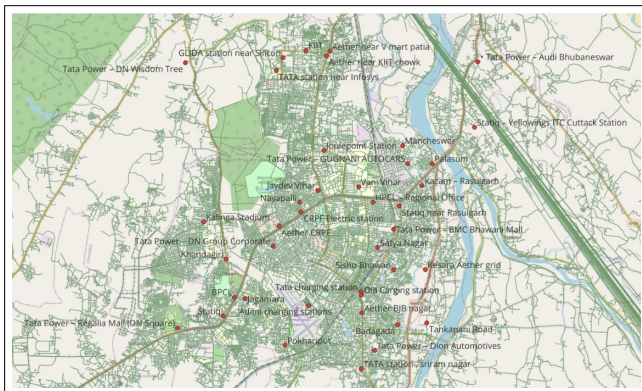 KIIT
Aether near V mart patia
GLIDA station near Silicon
Aether near KIIT chowk
Tata Power – Audi Bhubaneswar
Tata Power – DN Wisdom Tree
TATA station near Infosys
Statiq – Yellowings ITC Cuttack Station
Joulepoint Station
Mancheswar
Tata Power – GUGNANI AUTOCARS
Palasuni
Jaydev Vihar
Vani Vihar
Kazam – Rasulgarh
Nayapalli
HPCL – Regional Office
CRPF Electric station
Statiq near Rasulgarh
Kalinga Stadium
Aether CRPF
Tata Power – BMC Bhawani Mall
Tata Power – DN Group Corporate
Satya Nagar
Khandagiri
Sishu Bhawan
Kesara Aether grid
Tata charging station
Ola Carging station
BPCL
Jagamara
Adani charging stations
Aether BJB nagar
Statiq
Tata Power – Regalia Mall (DN Square)
Badagada
Tankapani Road
Pokhariput
Tata Power – Dion Automotives
TATA station – Sriram nagar